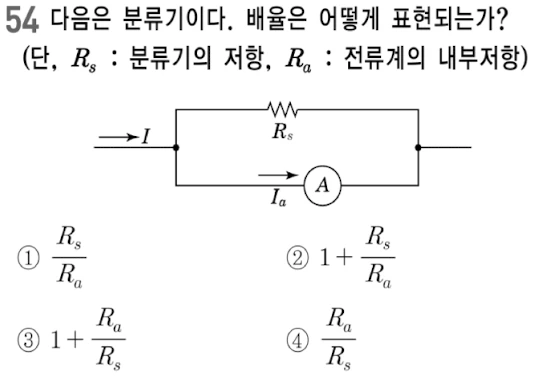 54 다음은 분류기이다. 배율은 어떻게 표현되는가?
(단, Rₛ : 분류기의 저항, Rₐ : 전류계의 내부저항)
Rₛ
I
Iₐ
A
① Rₛ/Rₐ ② 1+Rₛ/Rₐ
③ 1+Rₐ/Rₛ ④ Rₐ/Rₛ